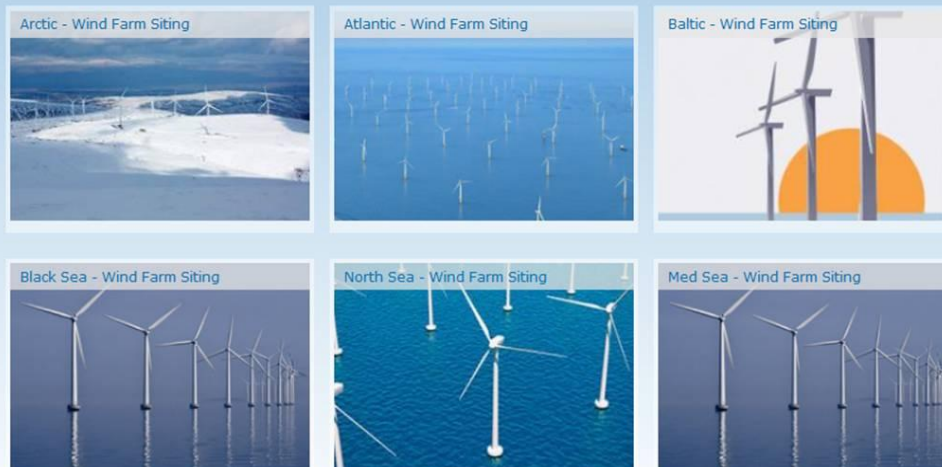 Arctic - Wind Farm Siting
Atlantic - Wind Farm Siting
Baltic - Wind Farm Siting
Black Sea - Wind Farm Siting
North Sea - Wind Farm Siting
Med Sea - Wind Farm Siting